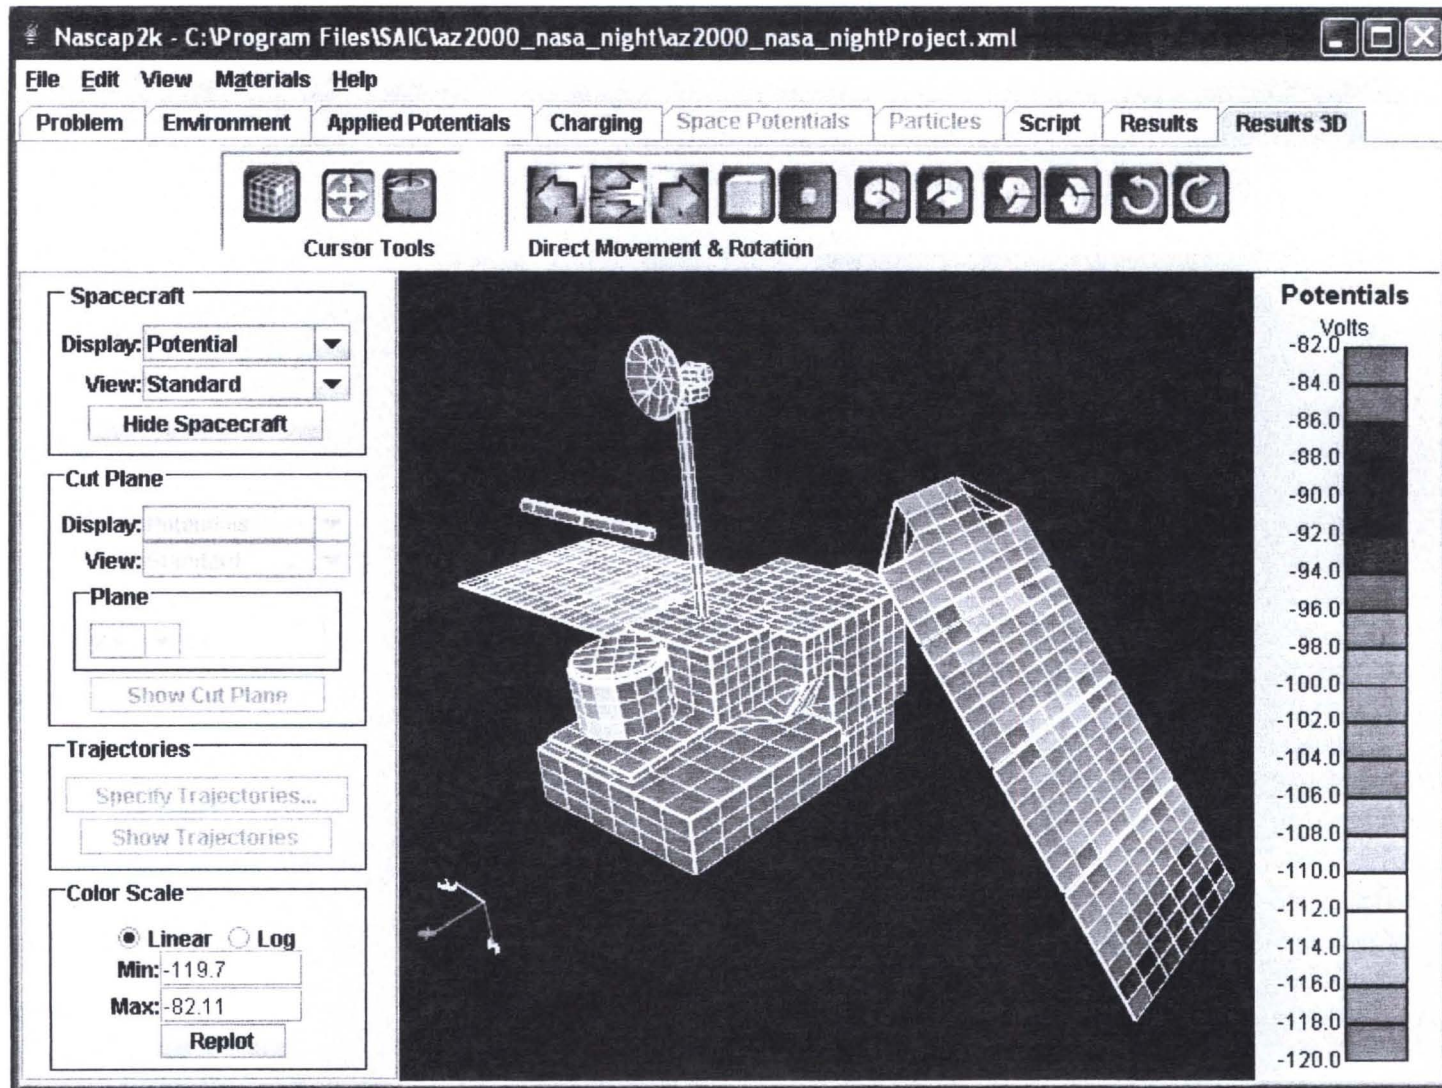 Nascap2k - C:\Program Files\SAIC\az2000_nasa_night\az2000_nasa_nightProject.xml
File Edit View Materials Help
Problem Environment Applied Potentials Charging Space Potentials Particles Script Results Results 3D
Cursor Tools
Direct Movement & Rotation
Spacecraft
Display: Potential
View: Standard
Hide Spacecraft
Cut Plane
Display: Potentials
View: Standard
Plane
Show Cut Plane
Trajectories
Specify Trajectories...
Show Trajectories
Color Scale
Linear Log
Min: -119.7
Max: -82.11
Replot
Potentials
Volts
-82.0
-84.0
-86.0
-88.0
-90.0
-92.0
-94.0
-96.0
-98.0
-100.0
-102.0
-104.0
-106.0
-108.0
-110.0
-112.0
-114.0
-116.0
-118.0
-120.0